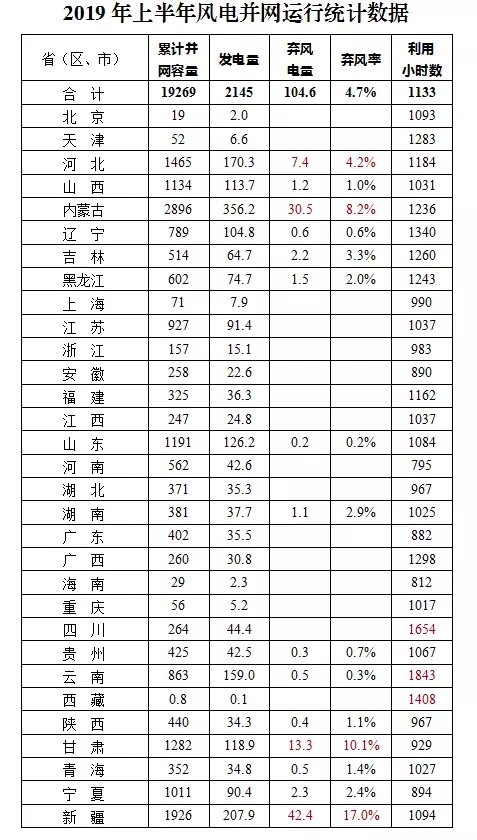 2019 年上半年风电并网运行统计数据
省（区、市） 累计并网容量 发电量 弃风电量 弃风率 利用小时数
合 计 19269 2145 104.6 4.7% 1133
北 京 19 2.0 1093
天 津 52 6.6 1283
河 北 1465 170.3 7.4 4.2% 1184
山 西 1134 113.7 1.2 1.0% 1031
内蒙古 2896 356.2 30.5 8.2% 1236
辽 宁 789 104.8 0.6 0.6% 1340
吉 林 514 64.7 2.2 3.3% 1260
黑龙江 602 74.7 1.5 2.0% 1243
上 海 71 7.9 990
江 苏 927 91.4 1037
浙 江 157 15.1 983
安 徽 258 22.6 890
福 建 325 36.3 1162
江 西 247 24.8 1037
山 东 1191 126.2 0.2 0.2% 1084
河 南 562 42.6 795
湖 北 371 35.3 967
湖 南 381 37.7 1.1 2.9% 1025
广 东 402 35.5 882
广 西 260 30.8 1298
海 南 29 2.3 812
重 庆 56 5.2 1017
四 川 264 44.4 1654
贵 州 425 42.5 0.3 0.7% 1067
云 南 863 159.0 0.5 0.3% 1843
西 藏 0.8 0.1 1408
陕 西 440 34.3 0.4 1.1% 967
甘 肃 1282 118.9 13.3 10.1% 929
青 海 352 34.8 0.5 1.4% 1027
宁 夏 1011 90.4 2.3 2.4% 894
新 疆 1926 207.9 42.4 17.0% 1094